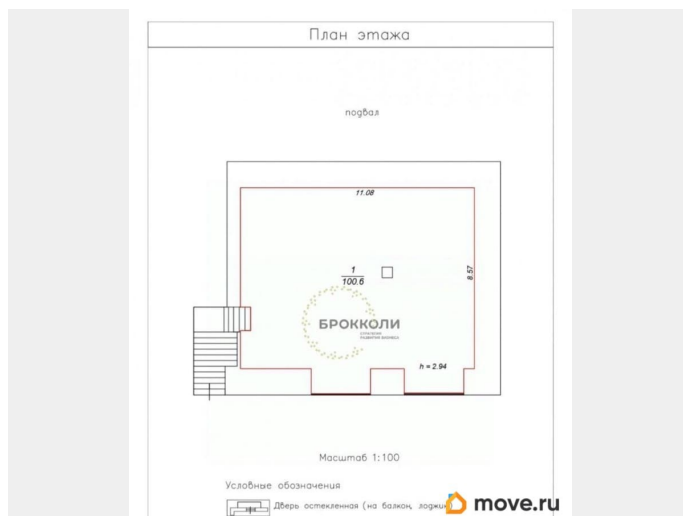 План этажа
подвал
11.08
8.57
1
100.6
БРОККОЛИ
h = 2.94
Масштаб 1:100
Условные обозначения
Дверь остекленная (на балкон,
move.ru